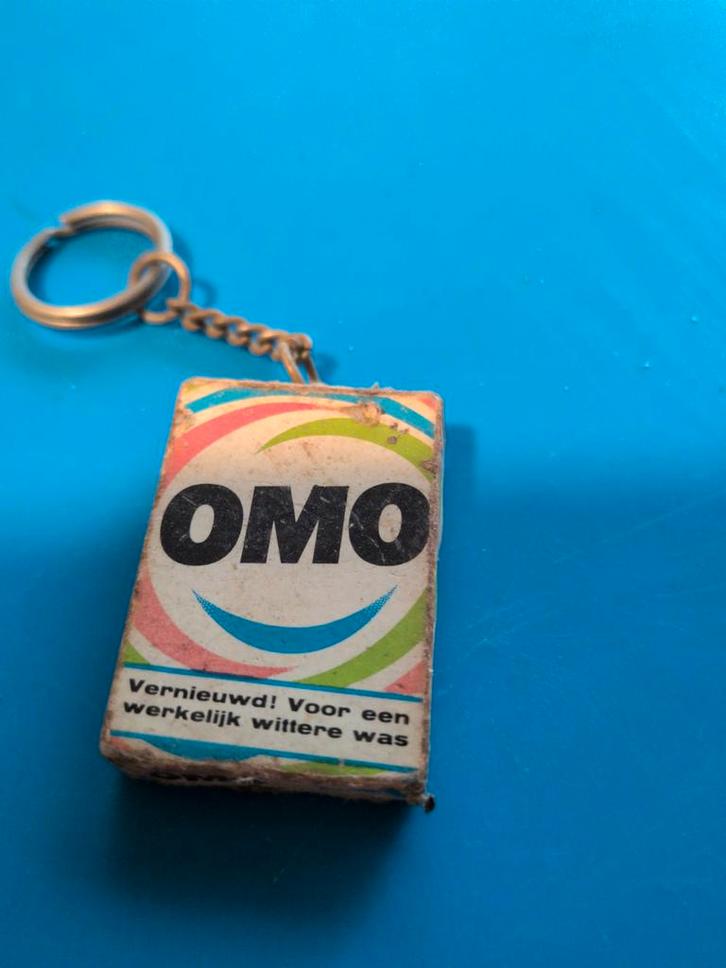 OMO
Vernieuwd! Voor een
werkelijk wittere was